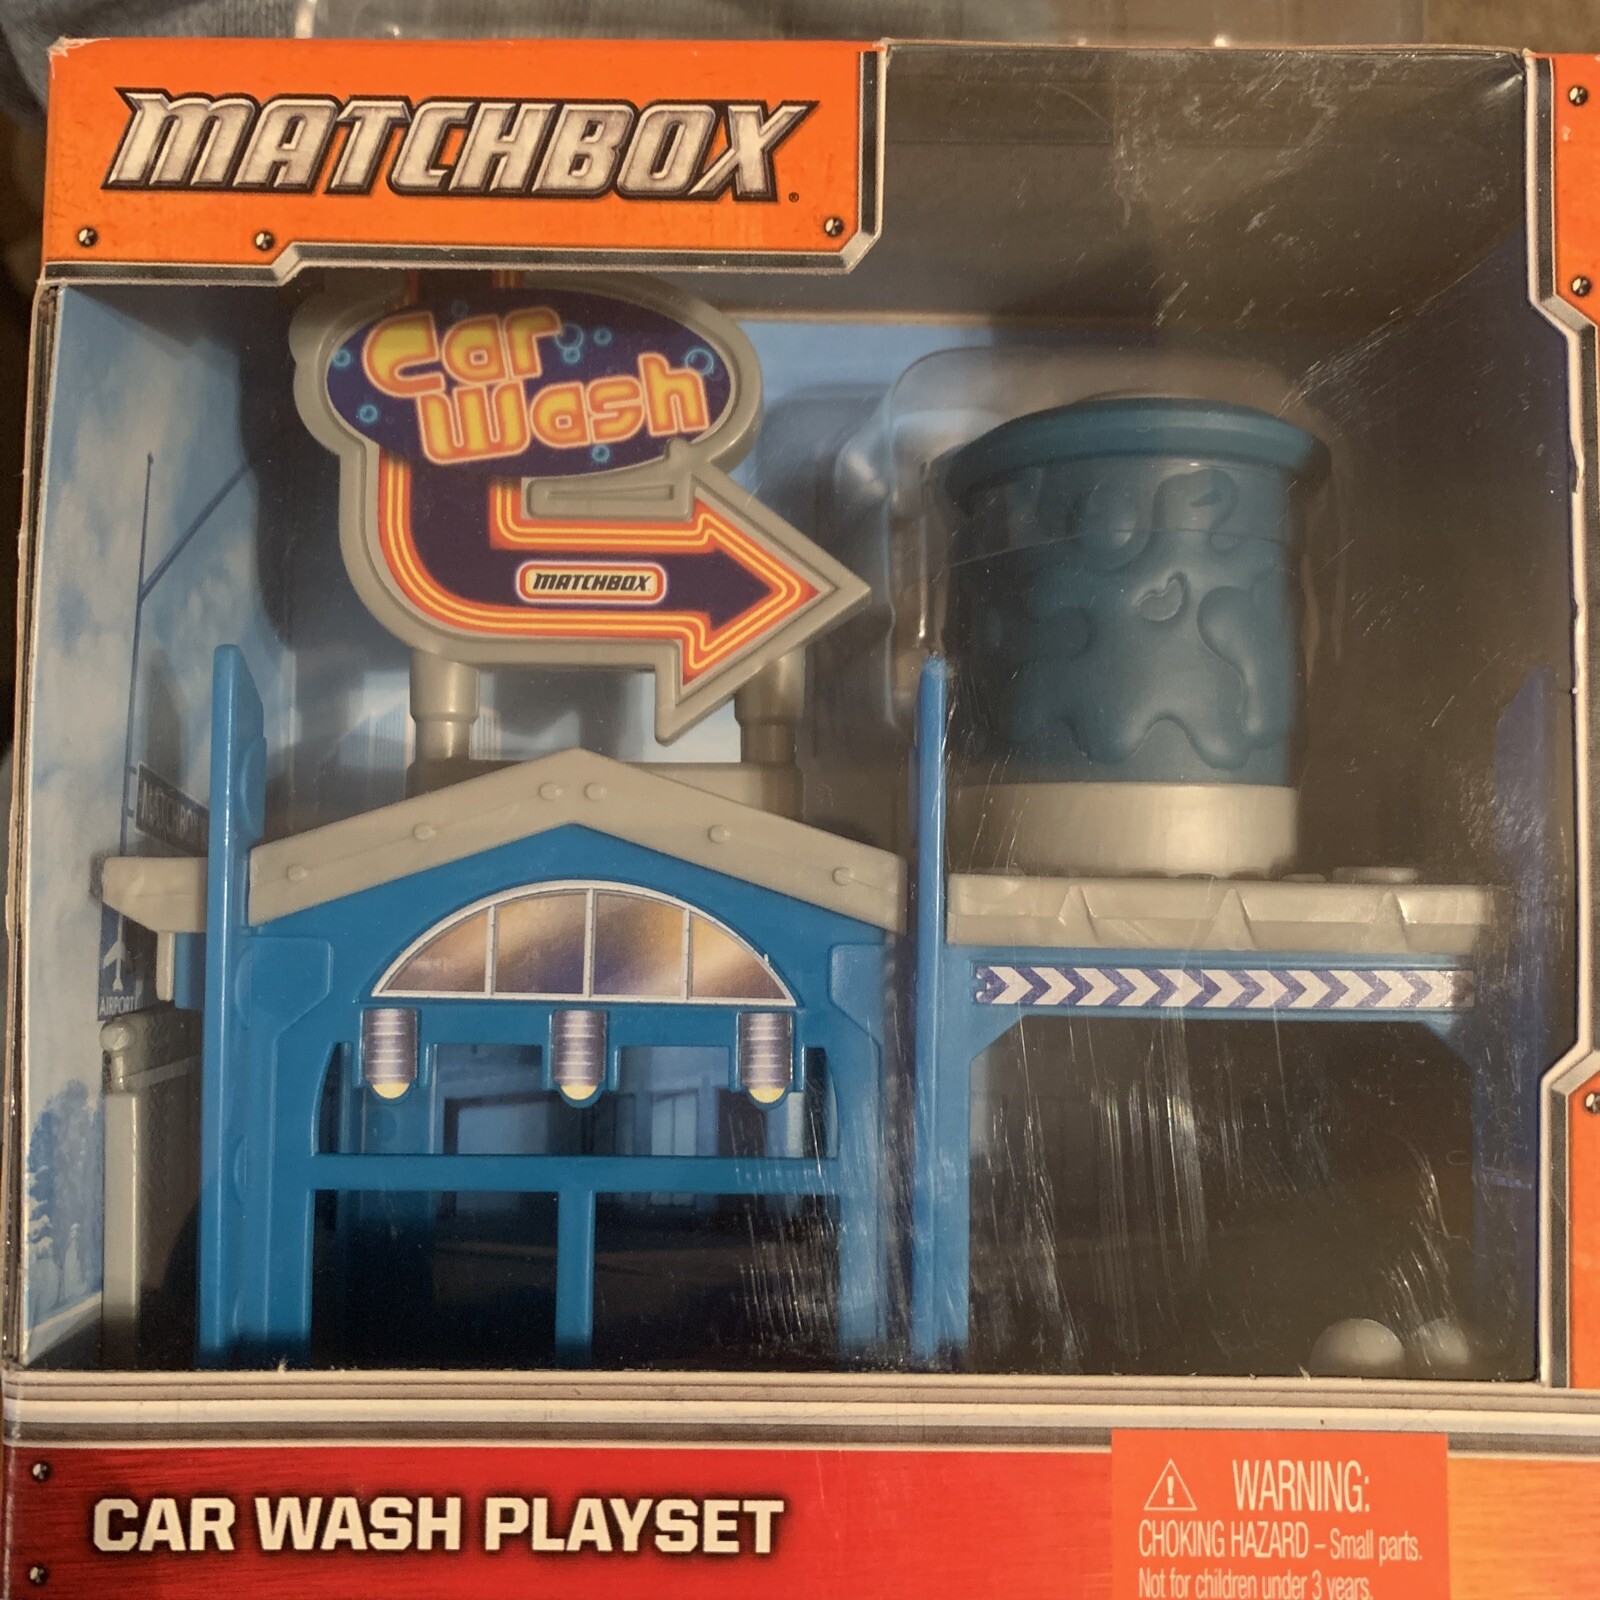 MATCHBOX
Car
Wash
MATCHBOX
MATCHBOX
AIRPORT
CAR WASH PLAYSET
WARNING:
CHOKING HAZARD – Small parts.
Not for children under 3 years.